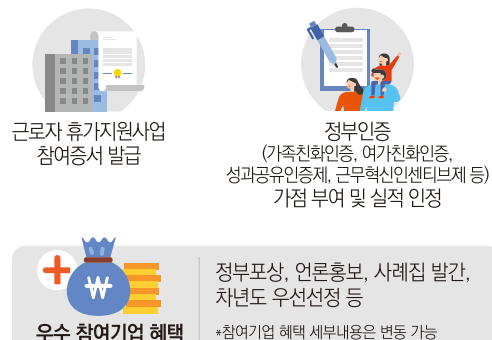 근로자 휴가지원사업
참여증서 발급
정부인증
(가족친화인증, 여가친화인증,
성과공유인증제, 근무혁신인센티브제 등)
가점 부여 및 실적 인정
₩
우수 참여기업 혜택
정부포상, 언론홍보, 사례집 발간,
차년도 우선선정 등
*참여기업 혜택 세부내용은 변동 가능